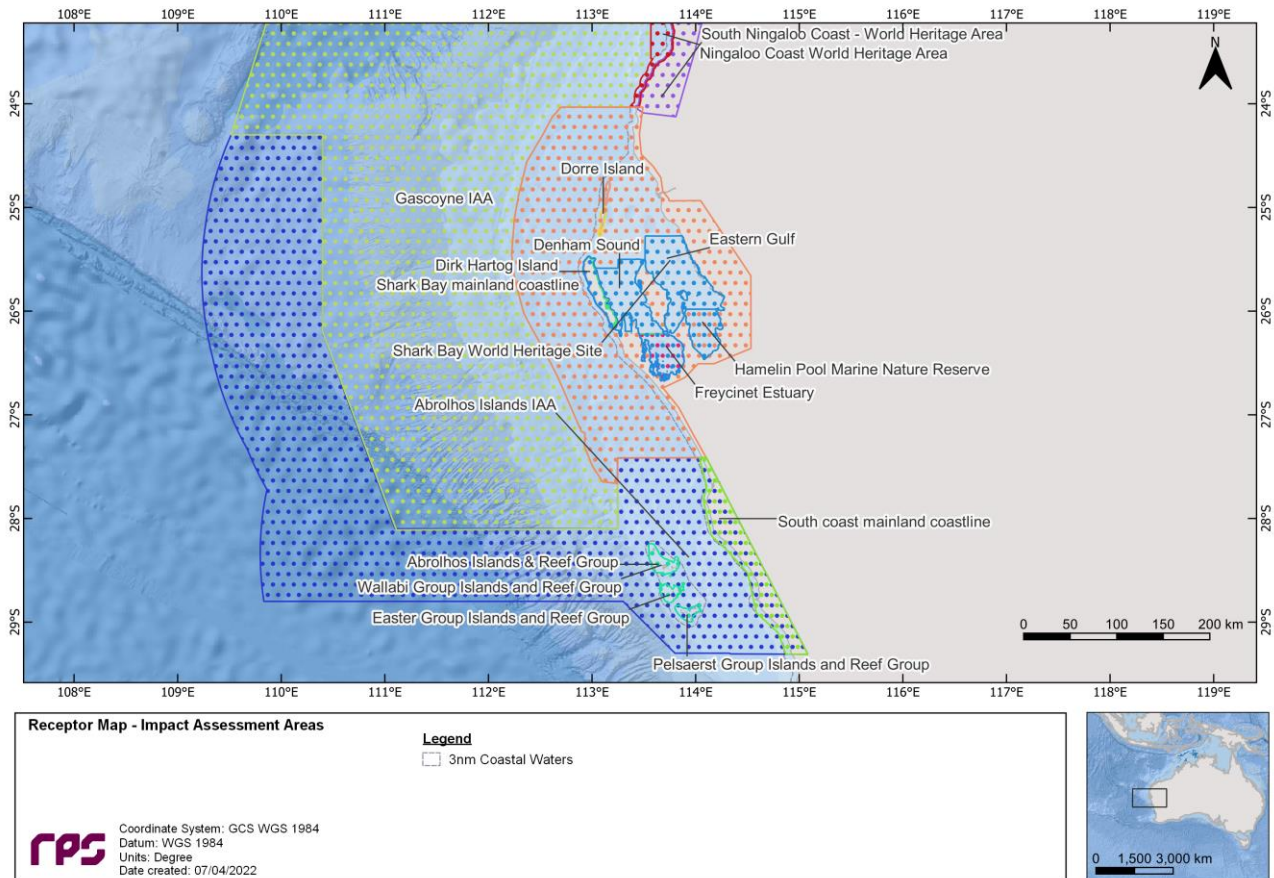 108°E 109°E 110°E 111°E 112°E 113°E 114°E 115°E 116°E 117°E 118°E 119°E
24°S
25°S
26°S
27°S
28°S
29°S
24°S
25°S
26°S
27°S
28°S
29°S
South Ningaloo Coast - World Heritage Area
Ningaloo Coast World Heritage Area
N
Dorre Island
Gascoyne IAA
Eastern Gulf
Denham Sound
Dirk Hartog Island
Shark Bay mainland coastline
Shark Bay World Heritage Site
Hamelin Pool Marine Nature Reserve
Freycinet Estuary
Abrolhos Islands IAA
South coast mainland coastline
Abrolhos Islands & Reef Group
Wallabi Group Islands and Reef Group
Easter Group Islands and Reef Group
Pelsaerst Group Islands and Reef Group
0 50 100 150 200 km
108°E 109°E 110°E 111°E 112°E 113°E 114°E 115°E 116°E 117°E 118°E 119°E
Receptor Map - Impact Assessment Areas
Legend
3nm Coastal Waters
rps
Coordinate System: GCS WGS 1984
Datum: WGS 1984
Units: Degree
Date created: 07/04/2022
0 1,500 3,000 km